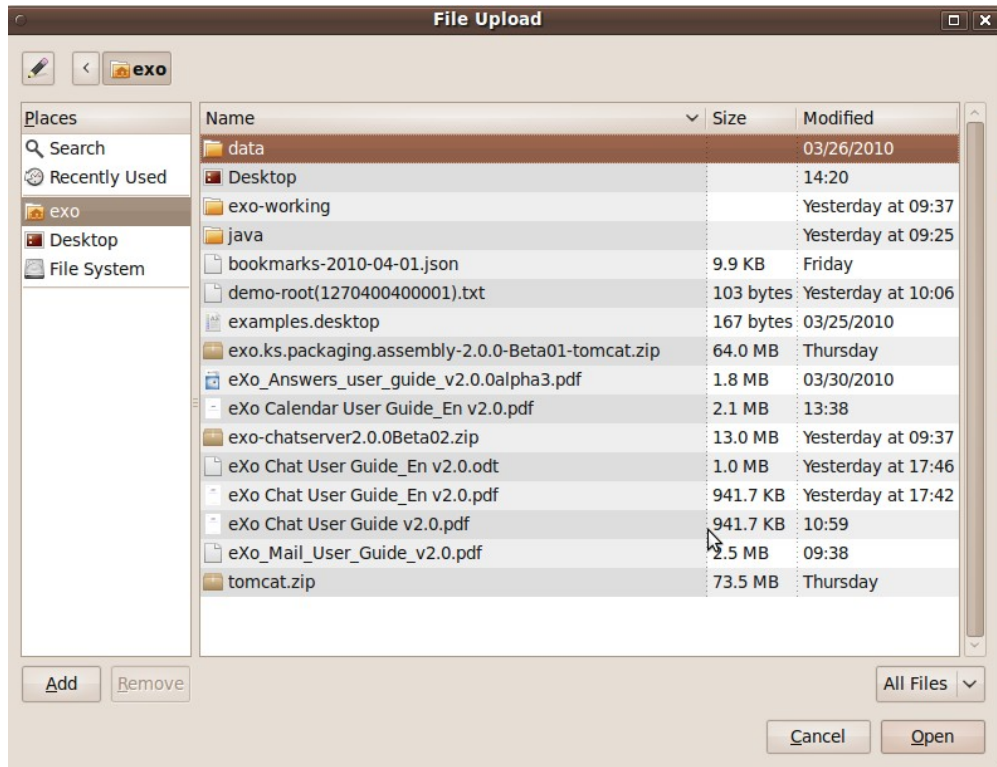 File Upload
exo
Places Name Size Modified
Search data 03/26/2010
Recently Used Desktop 14:20
exo exo-working Yesterday at 09:37
Desktop java Yesterday at 09:25
File System bookmarks-2010-04-01.json 9.9 KB Friday
demo-root(1270400400001).txt 103 bytes Yesterday at 10:06
examples.desktop 167 bytes 03/25/2010
exo.ks.packaging.assembly-2.0.0-Beta01-tomcat.zip 64.0 MB Thursday
eXo_Answers_user_guide_v2.0.0alpha3.pdf 1.8 MB 03/30/2010
eXo Calendar User Guide_En v2.0.pdf 2.1 MB 13:38
exo-chatserver2.0.0Beta02.zip 13.0 MB Yesterday at 09:37
eXo Chat User Guide_En v2.0.odt 1.0 MB Yesterday at 17:46
eXo Chat User Guide_En v2.0.pdf 941.7 KB Yesterday at 17:42
eXo Chat User Guide v2.0.pdf 941.7 KB 10:59
eXo_Mail_User_Guide_v2.0.pdf 2.5 MB 09:38
tomcat.zip 73.5 MB Thursday
Add Remove All Files
Cancel Open